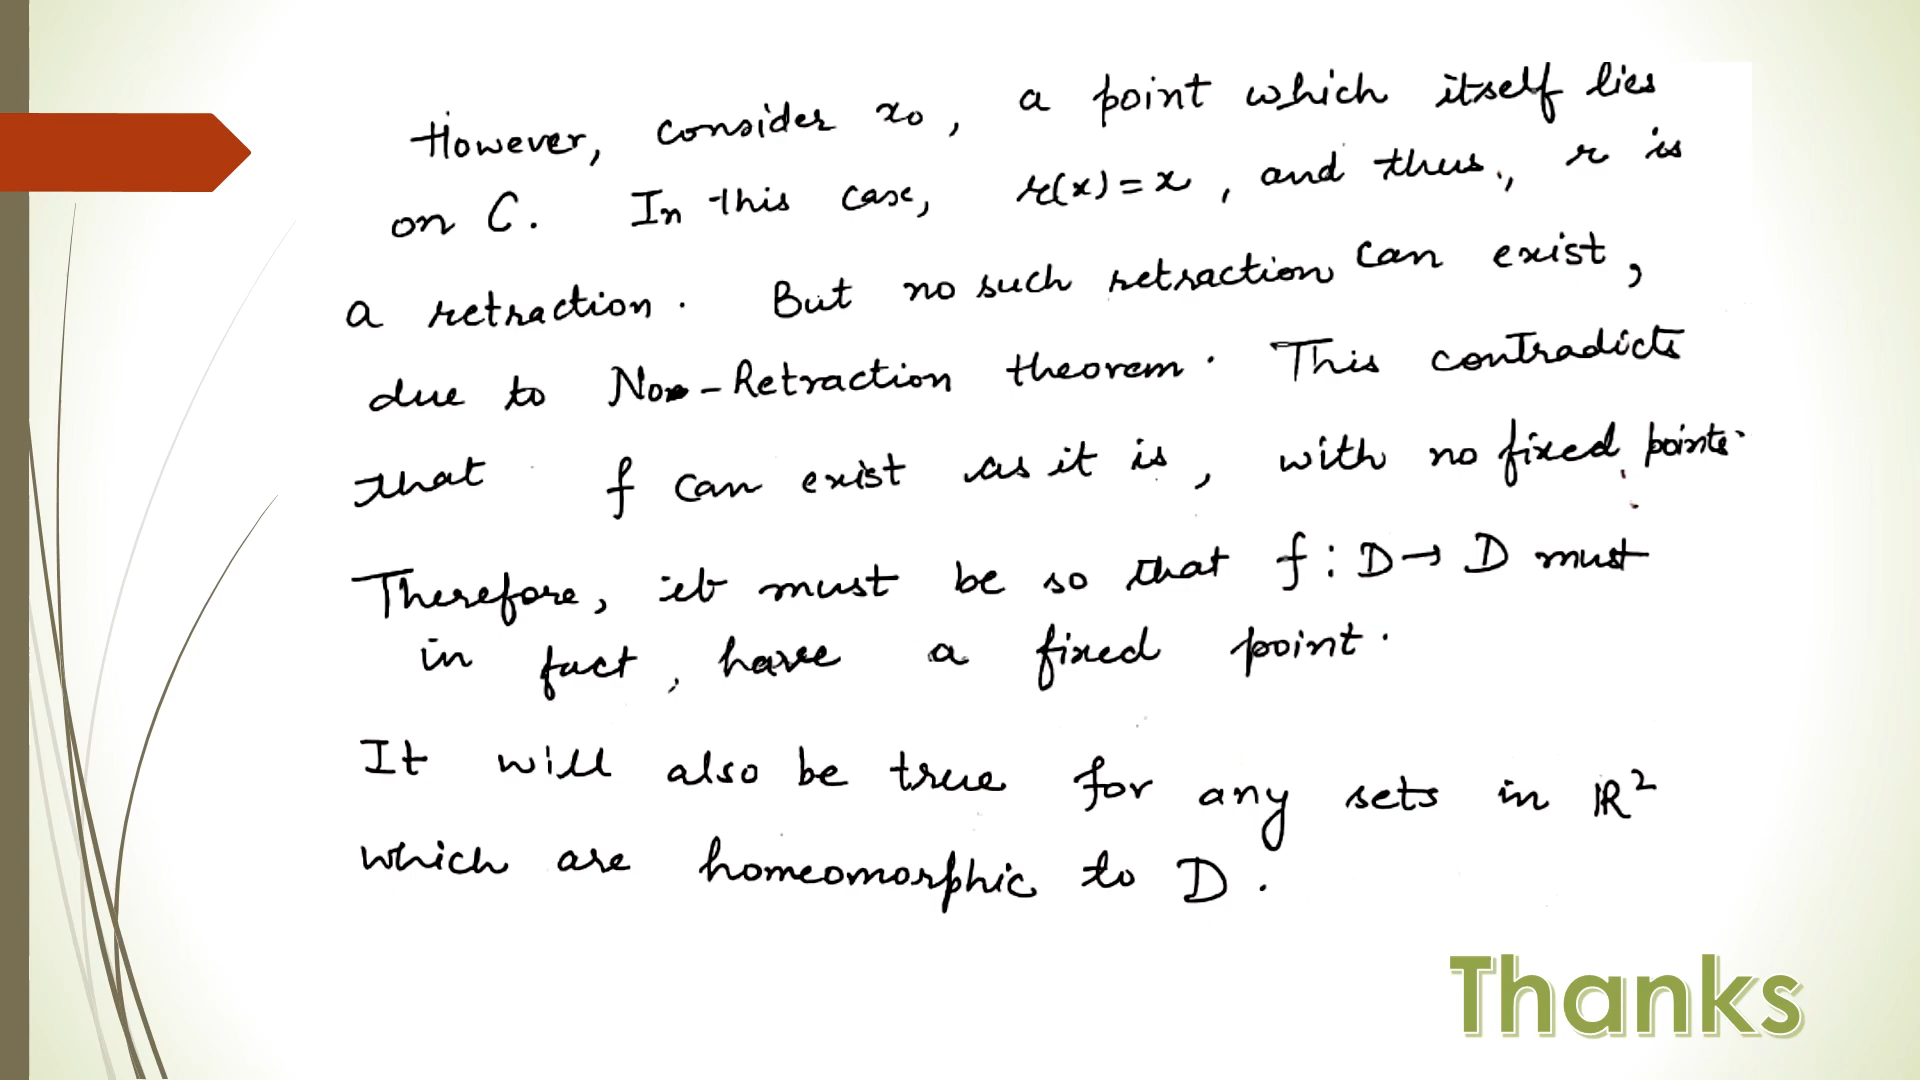 However, consider x₀, a point which itself lies
on C. In this case, r(x)=x, and thus, r is
a retraction. But no such retraction can exist,
due to No-Retraction theorem. This contradicts
that f can exist as it is, with no fixed points.
Therefore, it must be so that f: D→D must
in fact, have a fixed point.
It will also be true for any sets in ℝ²
which are homeomorphic to D.
Thanks